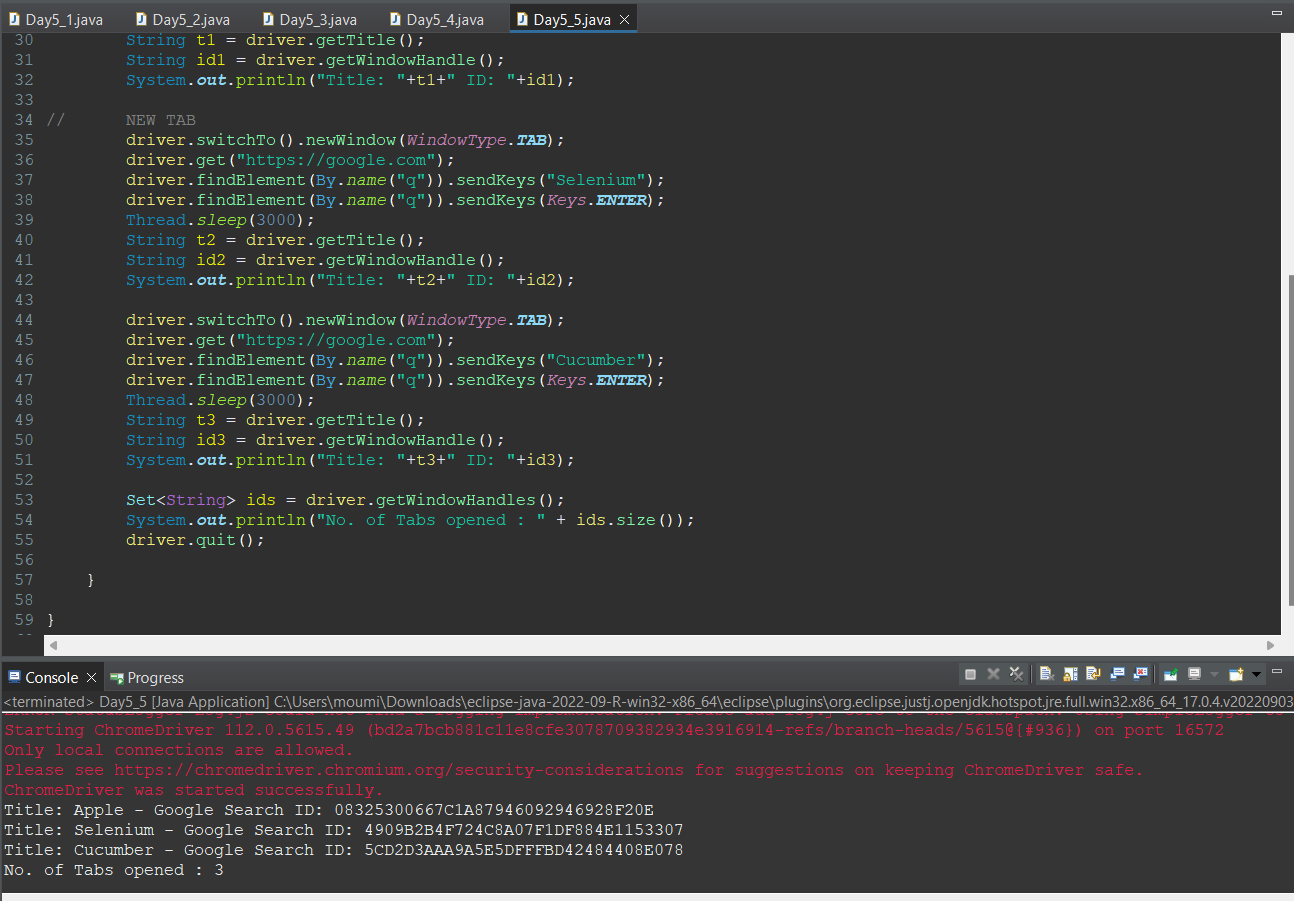 Day5_1.java Day5_2.java Day5_3.java Day5_4.java Day5_5.java
30 String t1 = driver.getTitle();
31 String id1 = driver.getWindowHandle();
32 System.out.println("Title: "+t1+" ID: "+id1);
33
34 // NEW TAB
35 driver.switchTo().newWindow(WindowType.TAB);
36 driver.get("https://google.com");
37 driver.findElement(By.name("q")).sendKeys("Selenium");
38 driver.findElement(By.name("q")).sendKeys(Keys.ENTER);
39 Thread.sleep(3000);
40 String t2 = driver.getTitle();
41 String id2 = driver.getWindowHandle();
42 System.out.println("Title: "+t2+" ID: "+id2);
43
44 driver.switchTo().newWindow(WindowType.TAB);
45 driver.get("https://google.com");
46 driver.findElement(By.name("q")).sendKeys("Cucumber");
47 driver.findElement(By.name("q")).sendKeys(Keys.ENTER);
48 Thread.sleep(3000);
49 String t3 = driver.getTitle();
50 String id3 = driver.getWindowHandle();
51 System.out.println("Title: "+t3+" ID: "+id3);
52
53 Set<String> ids = driver.getWindowHandles();
54 System.out.println("No. of Tabs opened : " + ids.size());
55 driver.quit();
56
57 }
58
59 }
Console Progress
<terminated> Day5_5 [Java Application] C:\Users\moumi\Downloads\eclipse-java-2022-09-R-win32-x86_64\eclipse\plugins\org.eclipse.justj.openjdk.hotspot.jre.full.win32.x86_64_17.0.4.v20220903
Starting ChromeDriver 112.0.5615.49 (bd2a7bcb881c11e8cfe3078709382934e3916914-refs/branch-heads/5615@{#936}) on port 16572
Only local connections are allowed.
Please see https://chromedriver.chromium.org/security-considerations for suggestions on keeping ChromeDriver safe.
ChromeDriver was started successfully.
Title: Apple - Google Search ID: 08325300667C1A87946092946928F20E
Title: Selenium - Google Search ID: 4909B2B4F724C8A07F1DF884E1153307
Title: Cucumber - Google Search ID: 5CD2D3AAA9A5E5DFFFBD42484408E078
No. of Tabs opened : 3